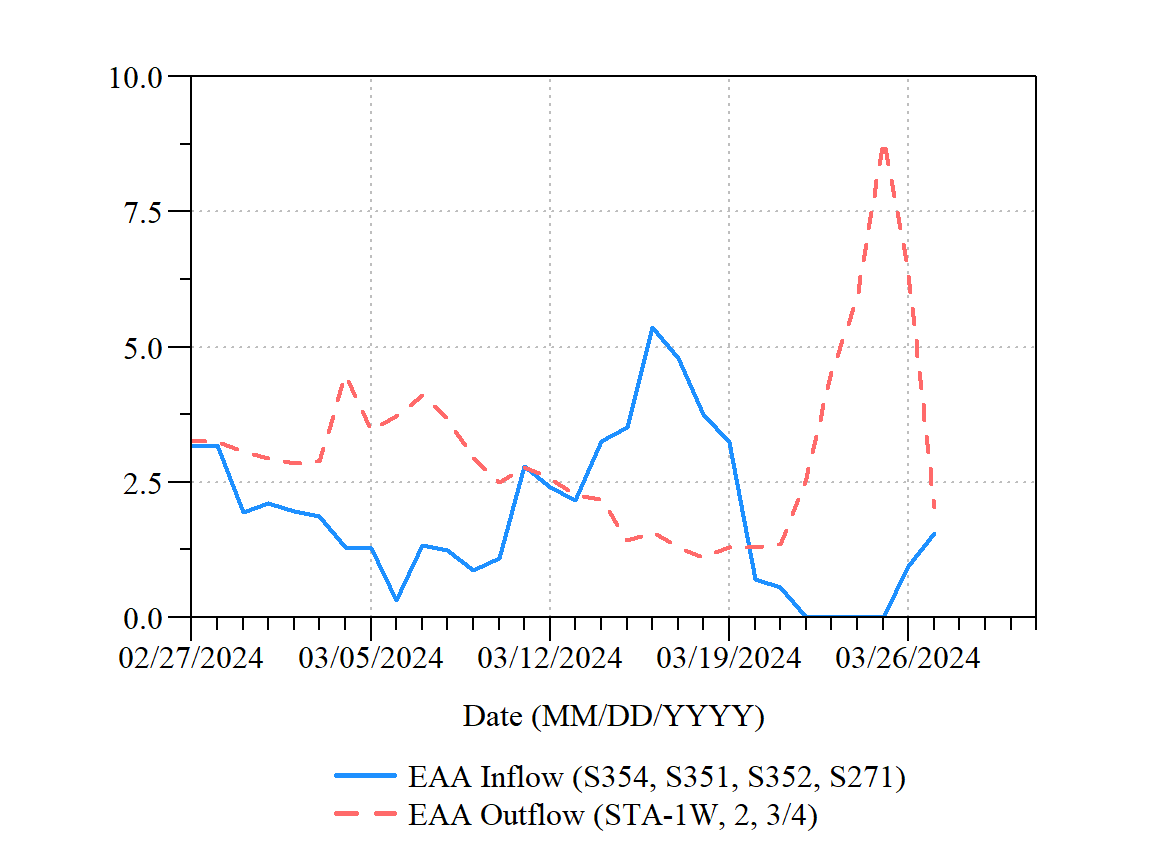 10.0
7.5
5.0
2.5
0.0
02/27/2024 03/05/2024 03/12/2024 03/19/2024 03/26/2024
Date (MM/DD/YYYY)
EAA Inflow (S354, S351, S352, S271)
EAA Outflow (STA-1W, 2, 3/4)